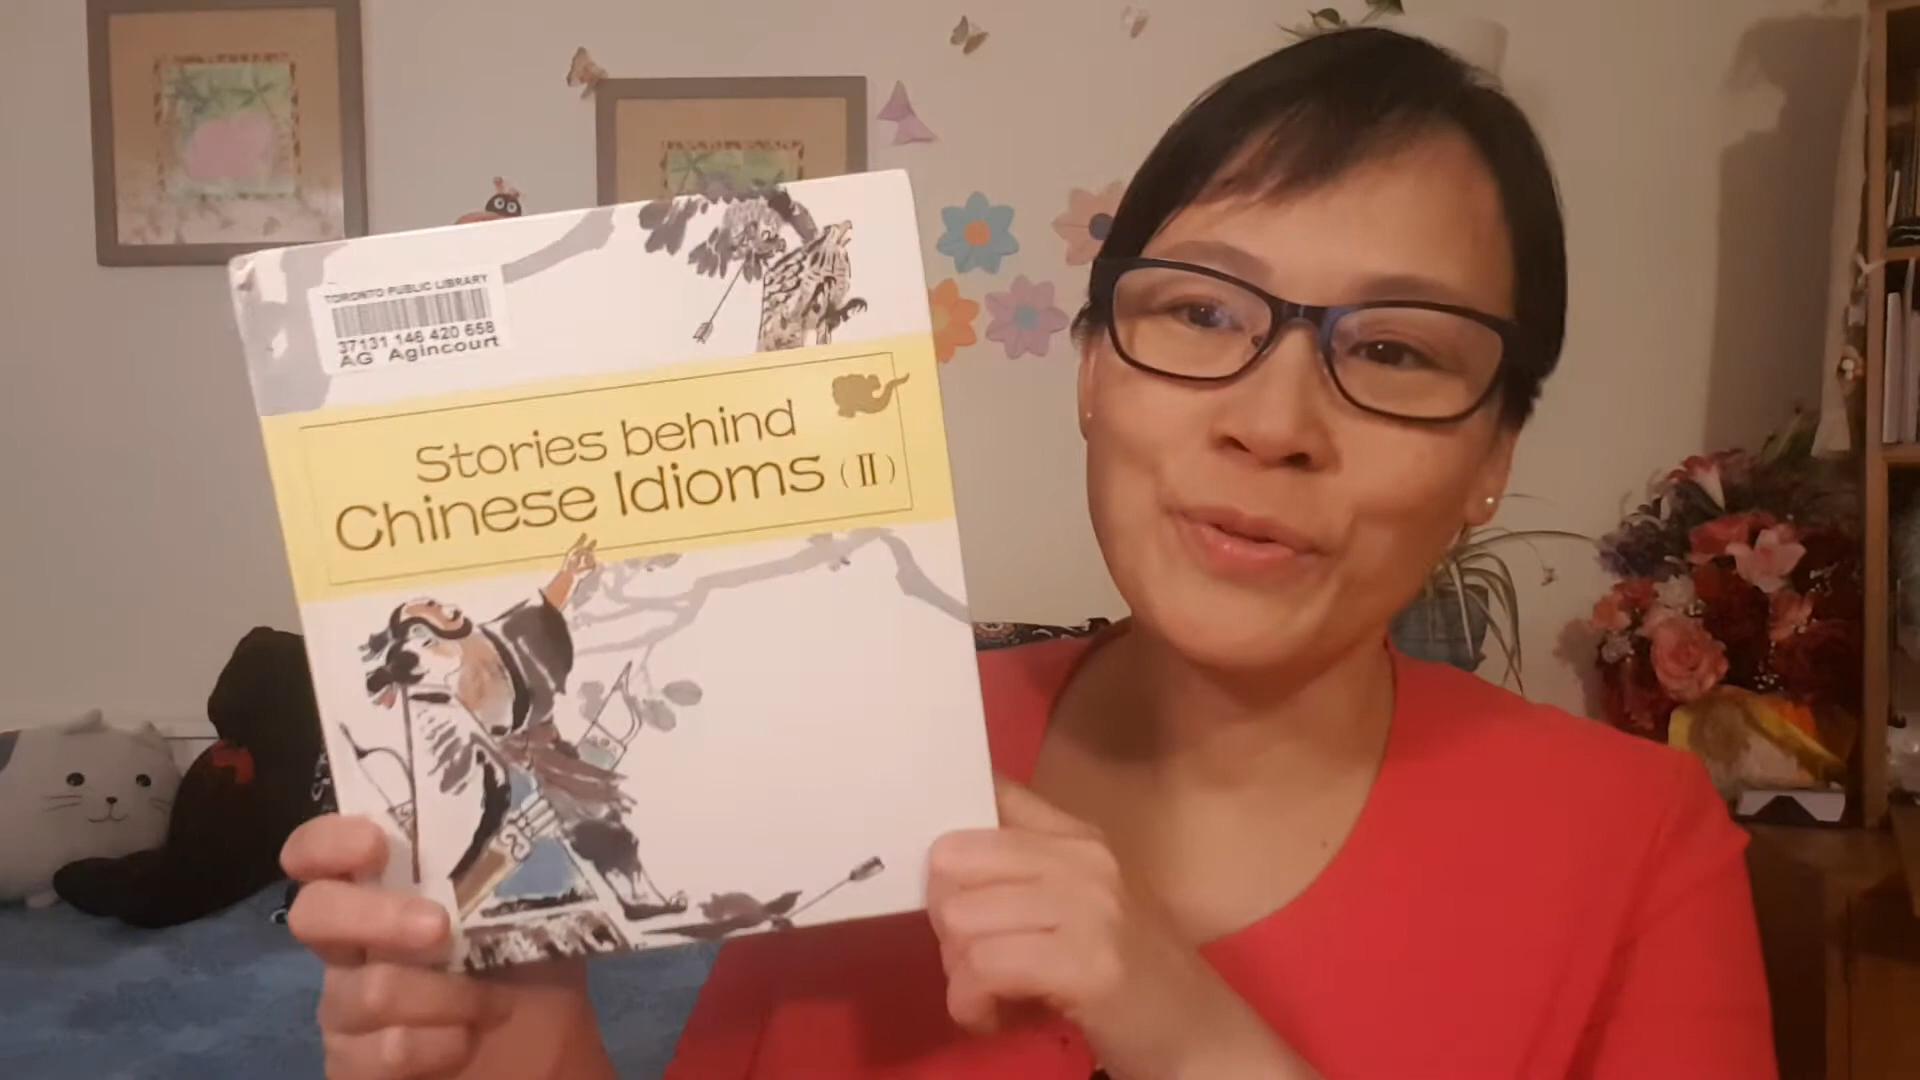 TORONTO PUBLIC LIBRARY
37131 146 420 658
AG Agincourt
Stories behind
Chinese Idioms (II)